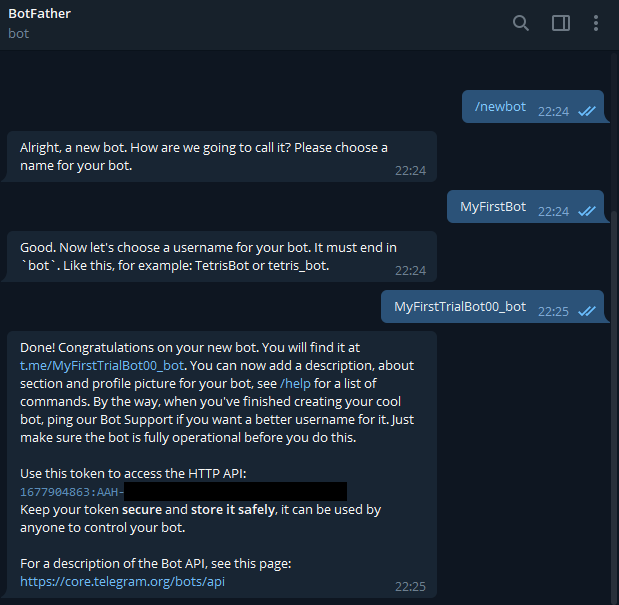 BotFather
bot
/newbot 22:24
Alright, a new bot. How are we going to call it? Please choose a
name for your bot.
22:24
MyFirstBot 22:24
Good. Now let's choose a username for your bot. It must end in
`bot`. Like this, for example: TetrisBot or tetris_bot.
22:24
MyFirstTrialBot00_bot 22:25
Done! Congratulations on your new bot. You will find it at
t.me/MyFirstTrialBot00_bot. You can now add a description, about
section and profile picture for your bot, see /help for a list of
commands. By the way, when you've finished creating your cool
bot, ping our Bot Support if you want a better username for it. Just
make sure the bot is fully operational before you do this.
Use this token to access the HTTP API:
1677904863:AAH-
Keep your token secure and store it safely, it can be used by
anyone to control your bot.
For a description of the Bot API, see this page:
https://core.telegram.org/bots/api
22:25